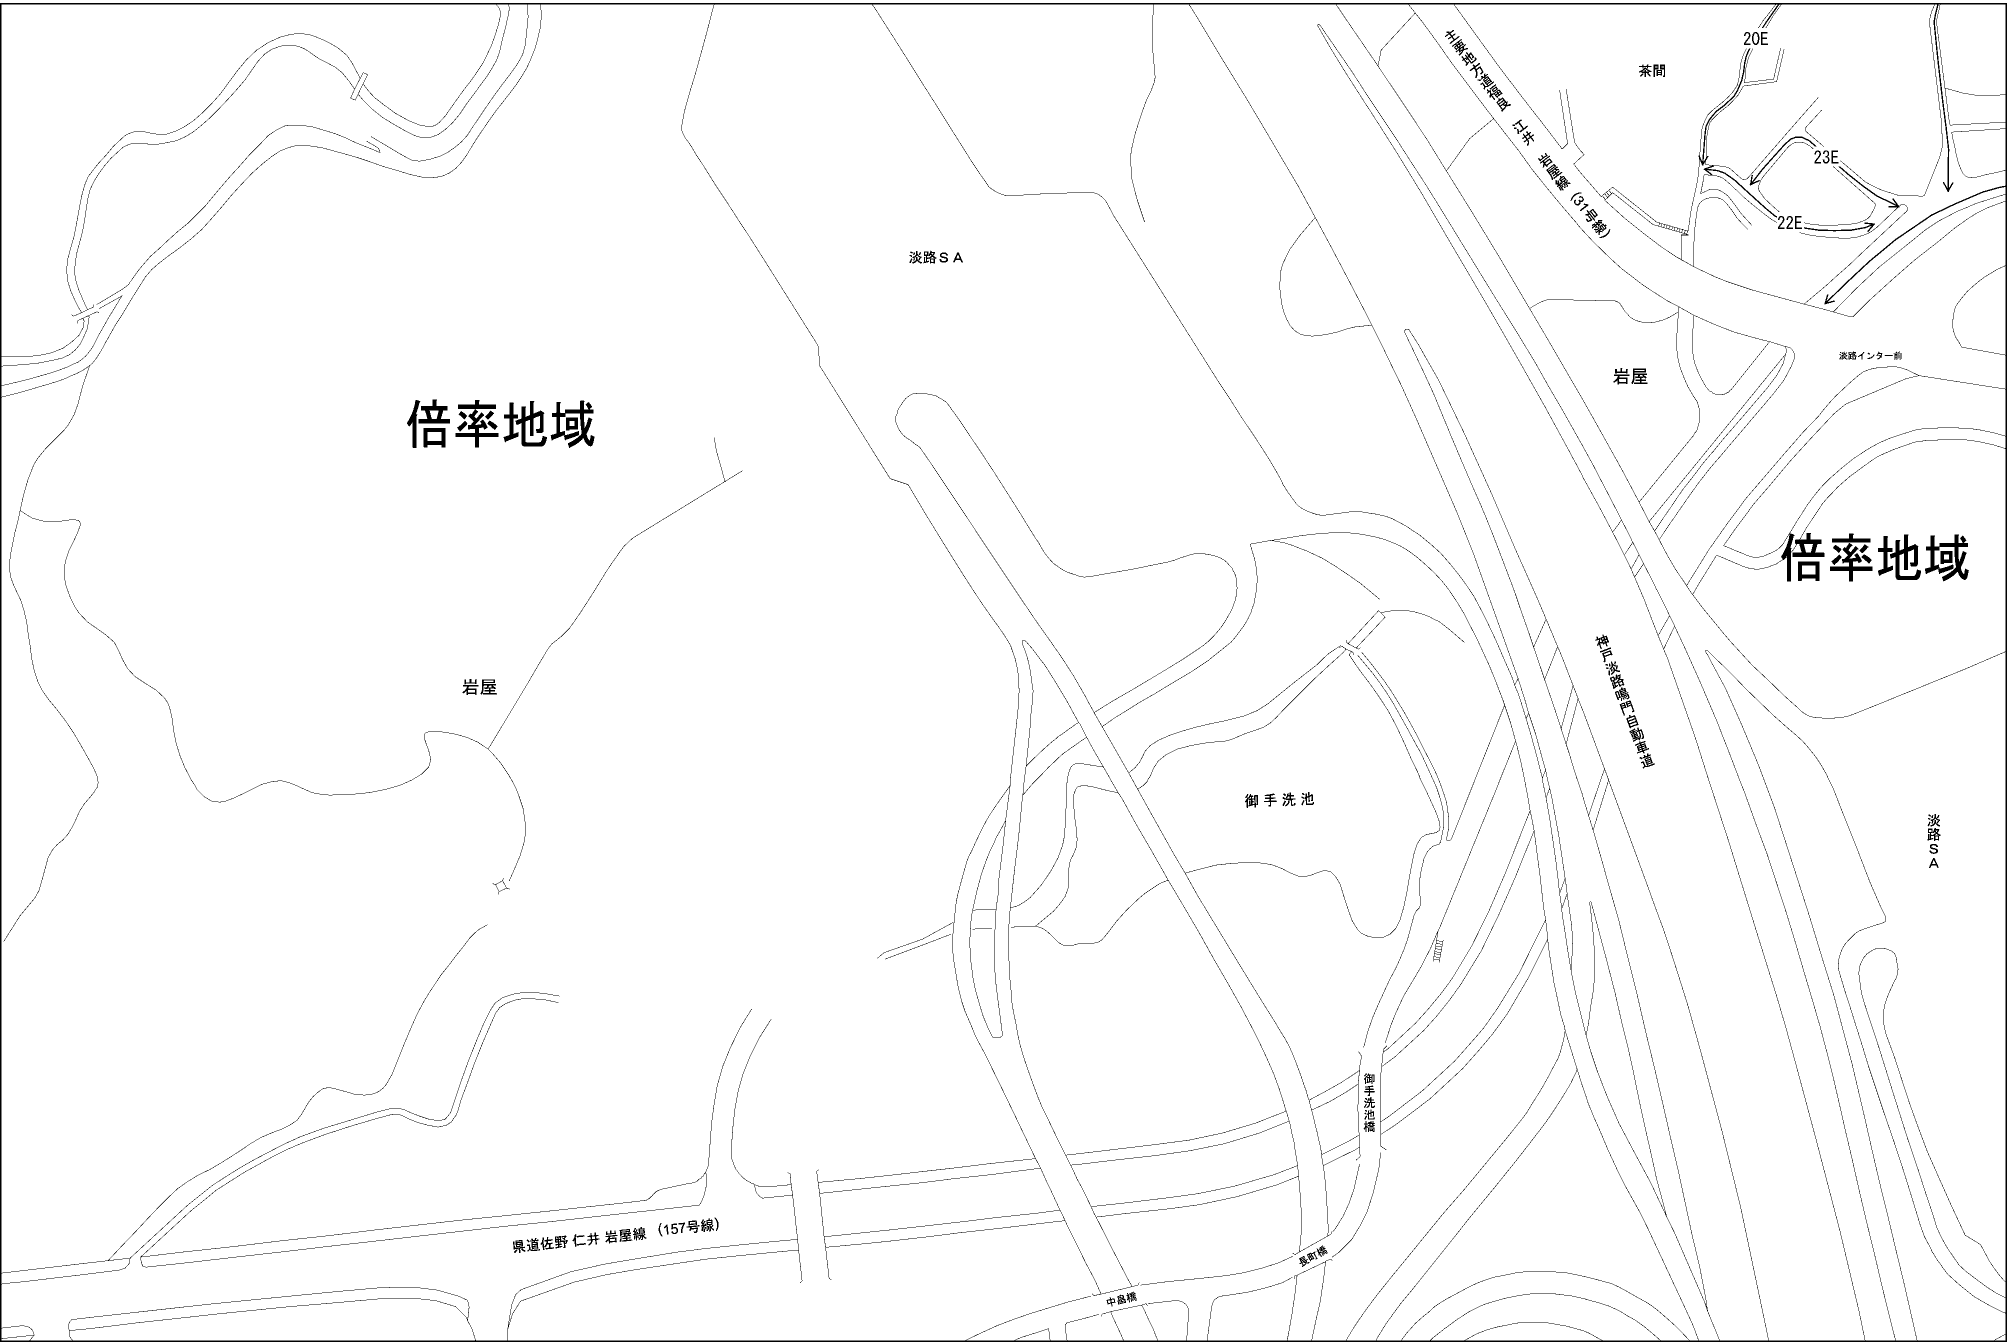 20E
茶間
主要地方道福良 江井 岩屋線 (31号線)
23E
22E
淡路ＳＡ
淡路インター前
岩屋
倍率地域
倍率地域
岩屋
神戸淡路鳴門自動車道
御手洗池
淡路ＳＡ
御手洗池橋
県道佐野 仁井 岩屋線 (157号線)
長町橋
中畠橋